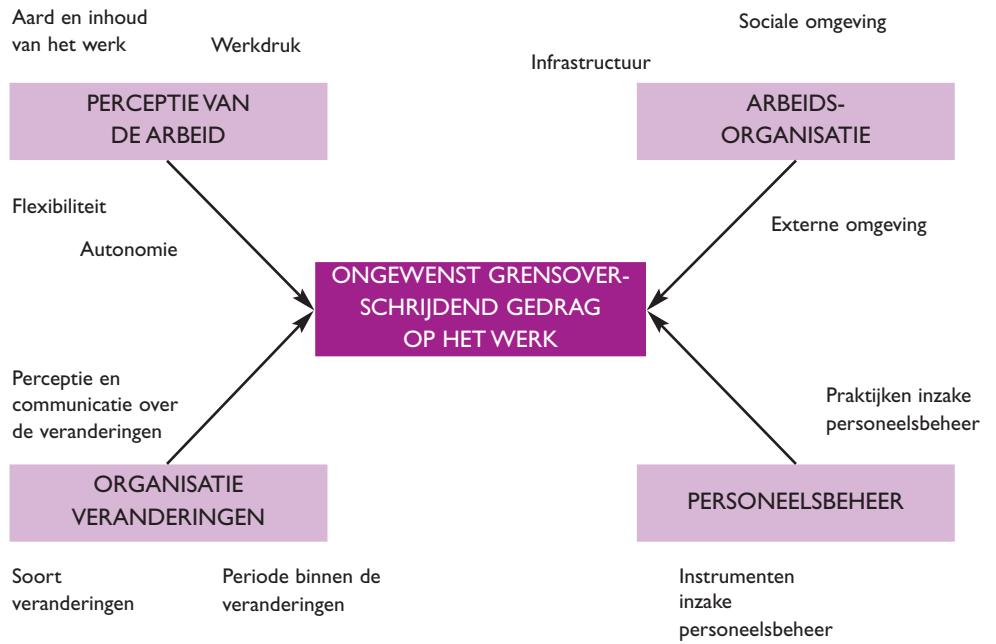 Aard en inhoud
van het werk
Werkdruk
PERCEPTIE VAN
DE ARBEID
Flexibiliteit
Autonomie
Sociale omgeving
Infrastructuur
ARBEIDS-
ORGANISATIE
Externe omgeving
ONGEWENST GRENSOVER-
SCHRIJDEND GEDRAG
OP HET WERK
Perceptie en
communicatie over
de veranderingen
ORGANISATIE
VERANDERINGEN
Soort
veranderingen
Periode binnen de
veranderingen
Praktijken inzake
personeelsbeheer
PERSONEELSBEHEER
Instrumenten
inzake
personeelsbeheer